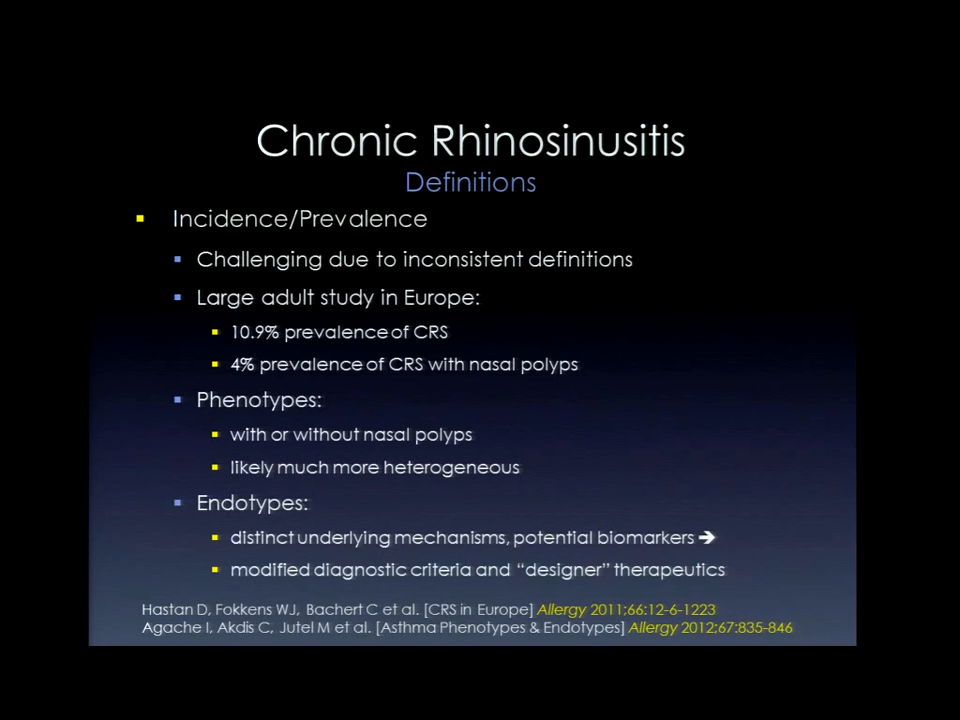 Chronic Rhinosinusitis
Definitions
Incidence/Prevalence
Challenging due to inconsistent definitions
Large adult study in Europe:
10.9% prevalence of CRS
4% prevalence of CRS with nasal polyps
Phenotypes:
with or without nasal polyps
likely much more heterogeneous
Endotypes:
distinct underlying mechanisms, potential biomarkers ➔
modified diagnostic criteria and “designer” therapeutics
Hastan D, Fokkens WJ, Bachert C et al. [CRS in Europe] Allergy 2011;66:12-6-1223
Agache I, Akdis C, Jutel M et al. [Asthma Phenotypes & Endotypes] Allergy 2012;67:835-846